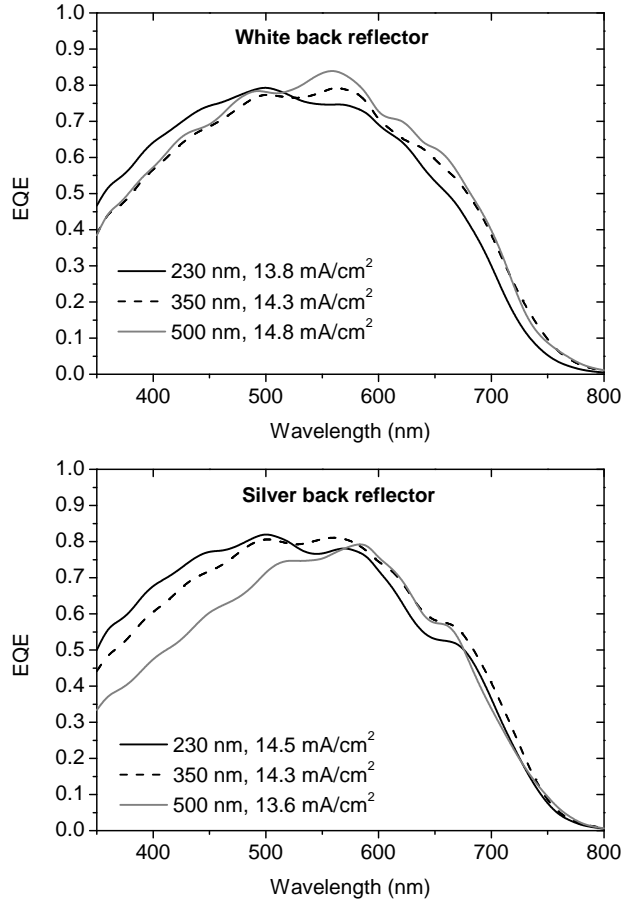 White back reflector
1.0
0.9
0.8
0.7
0.6
0.5
0.4
0.3
0.2
0.1
0.0
EQE
230 nm, 13.8 mA/cm²
350 nm, 14.3 mA/cm²
500 nm, 14.8 mA/cm²
400 500 600 700 800
Wavelength (nm)
Silver back reflector
1.0
0.9
0.8
0.7
0.6
0.5
0.4
0.3
0.2
0.1
0.0
EQE
230 nm, 14.5 mA/cm²
350 nm, 14.3 mA/cm²
500 nm, 13.6 mA/cm²
400 500 600 700 800
Wavelength (nm)